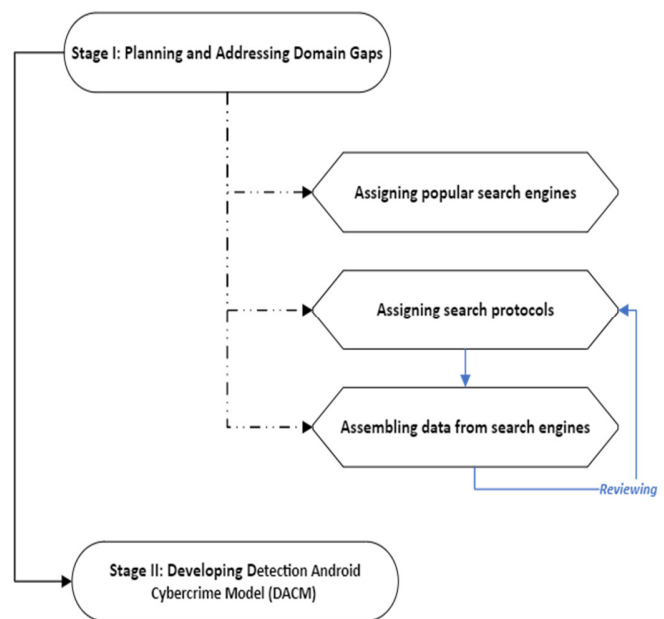 Stage I: Planning and Addressing Domain Gaps
Assigning popular search engines
Assigning search protocols
Assembling data from search engines
Reviewing
Stage II: Developing Detection Android
Cybercrime Model (DACM)